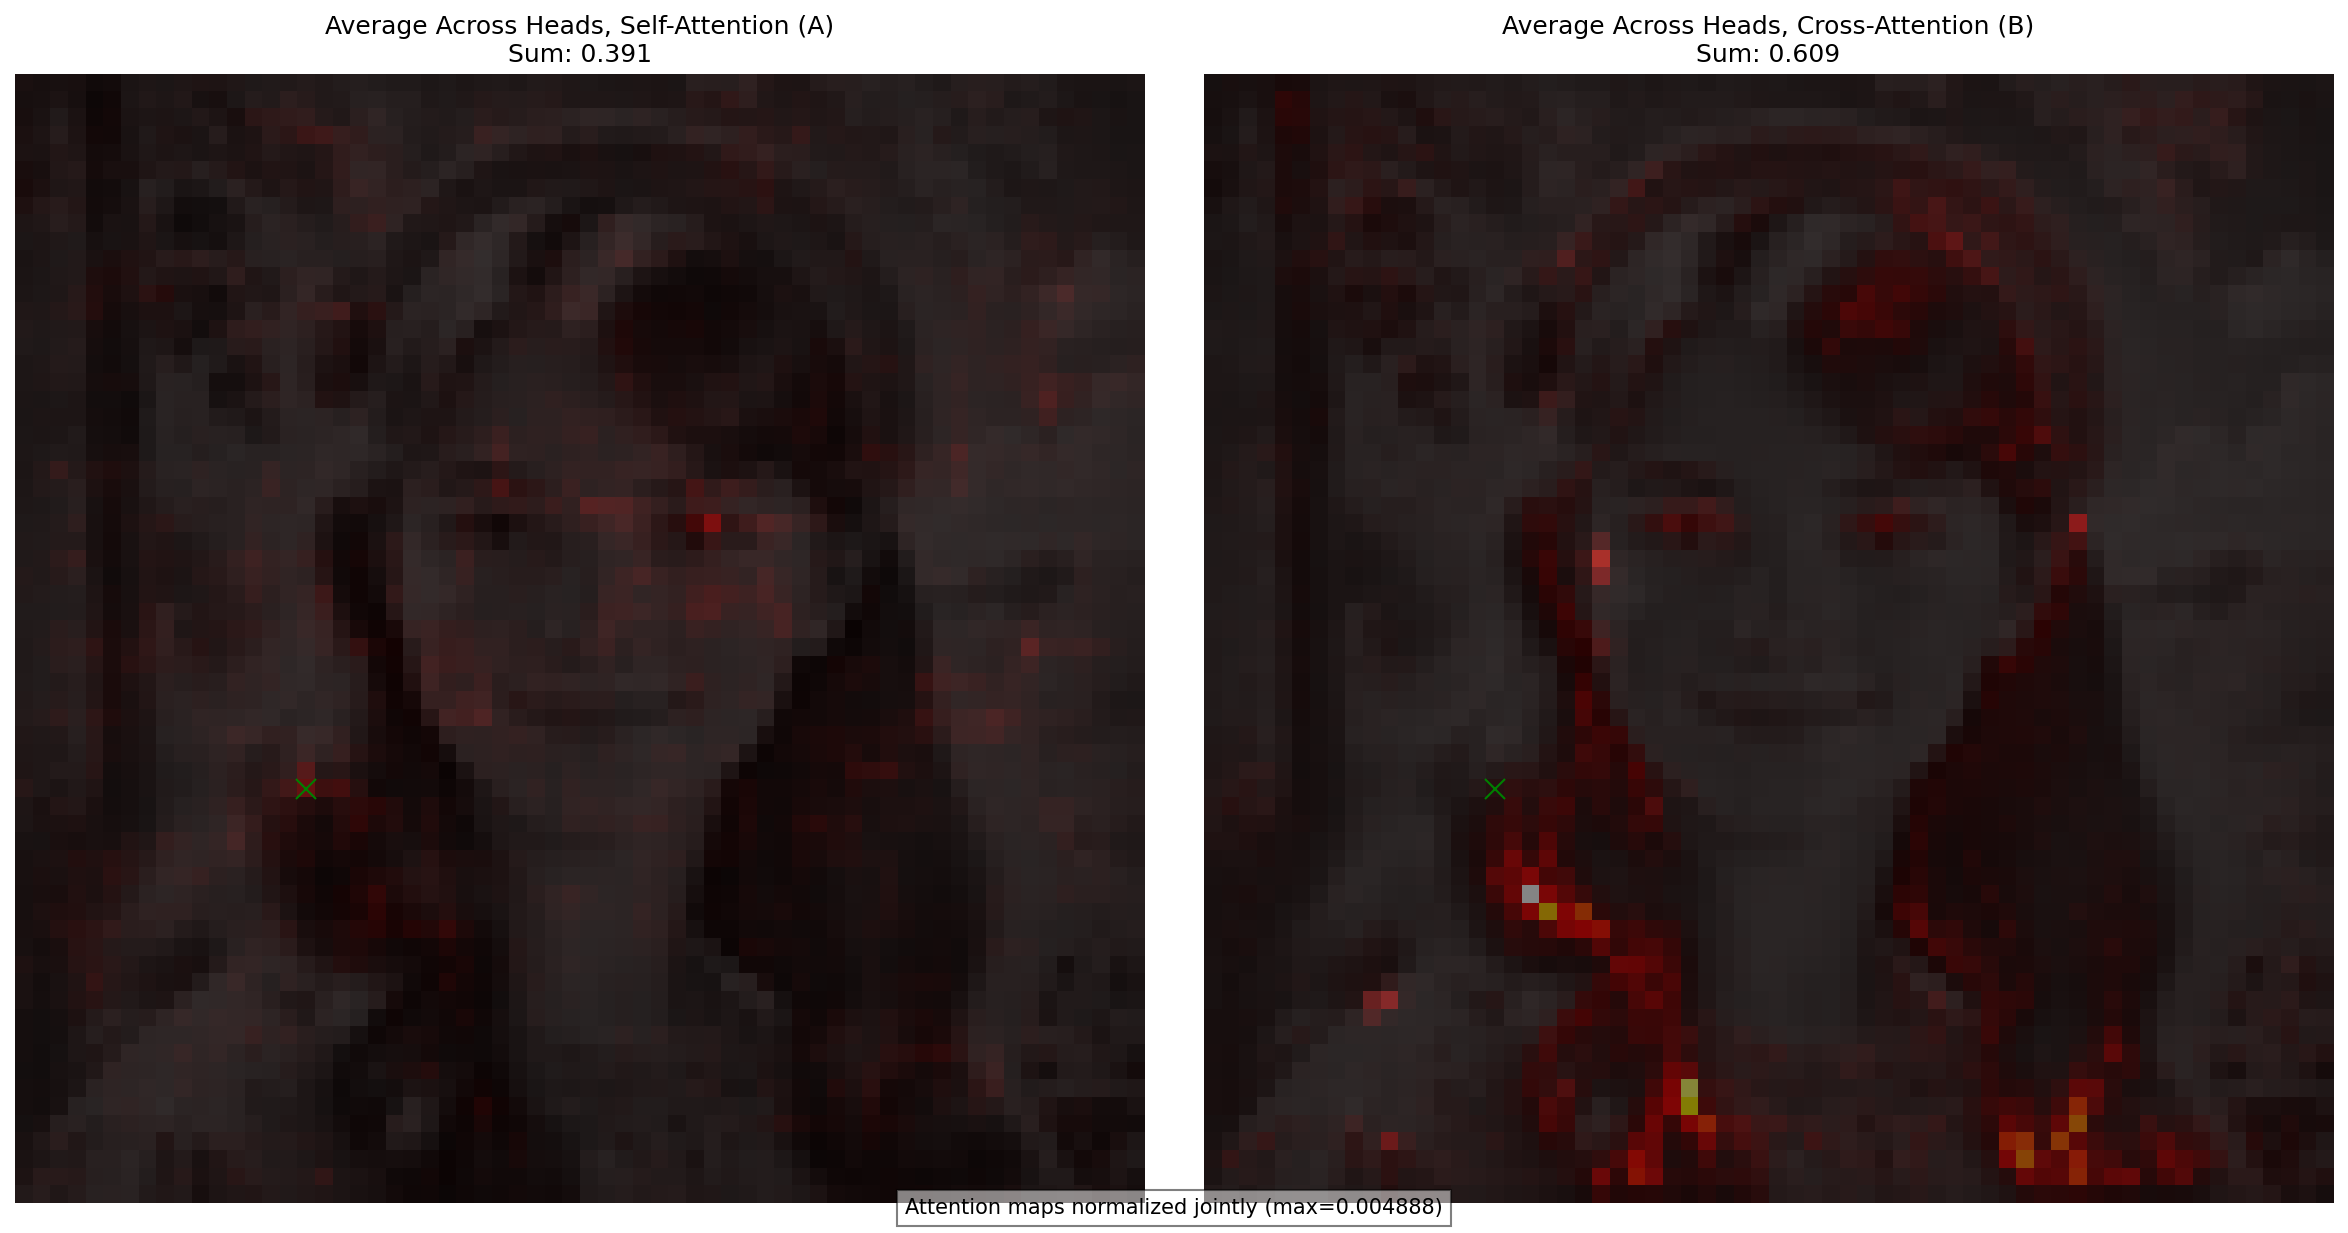 Average Across Heads, Self-Attention (A)
Sum: 0.391
Average Across Heads, Cross-Attention (B)
Sum: 0.609
Attention maps normalized jointly (max=0.004888)